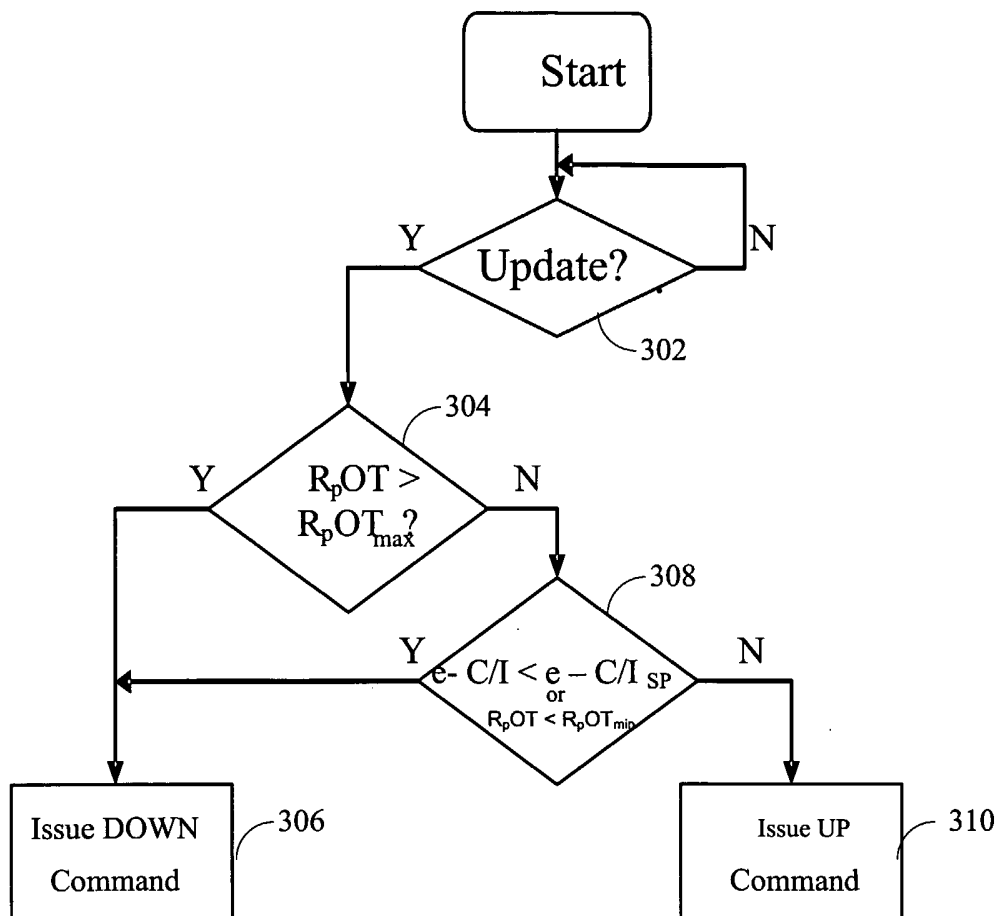 Start
Y
N
Update?
302
304
Y
N
RpOT >
RpOTmax?
308
Y
N
e- C/I < e – C/I SP
or
RpOT < RpOTmin
Issue DOWN
Command
306
Issue UP
Command
310